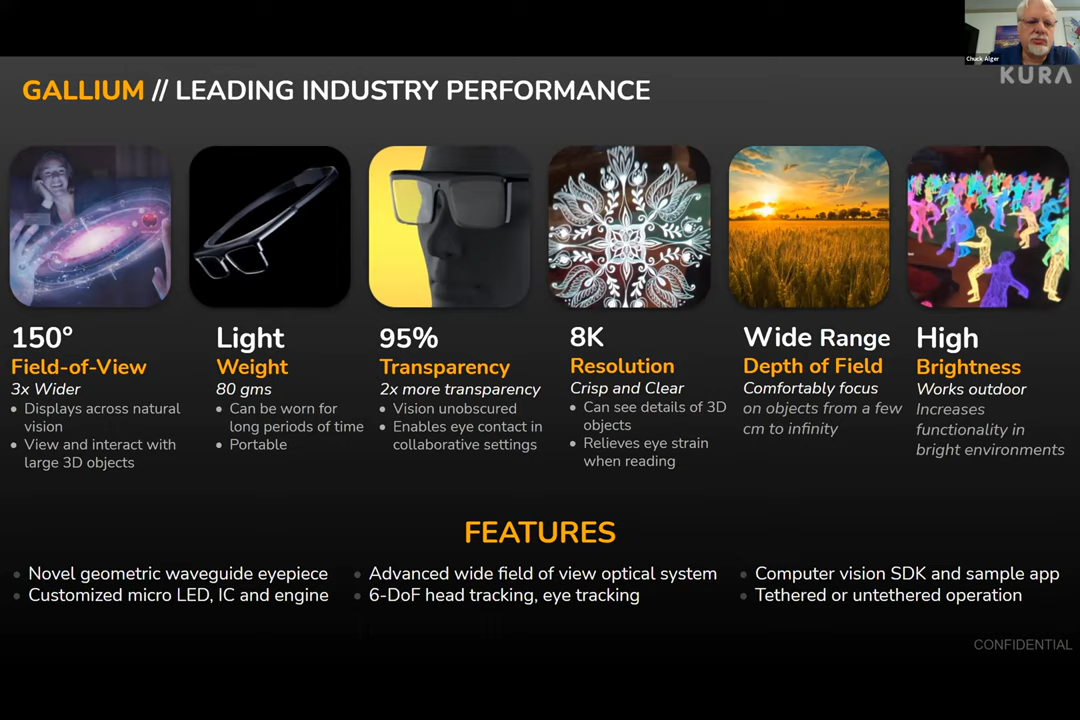 Chuck Alger
KURA
GALLIUM // LEADING INDUSTRY PERFORMANCE
150°
Field-of-View
3x Wider
• Displays across natural
vision
• View and interact with
large 3D objects
Light
Weight
80 gms
• Can be worn for
long periods of time
• Portable
95%
Transparency
2x more transparency
• Vision unobscured
• Enables eye contact in
collaborative settings
8K
Resolution
Crisp and Clear
• Can see details of 3D
objects
• Relieves eye strain
when reading
Wide Range
Depth of Field
Comfortably focus
on objects from a few
cm to infinity
High
Brightness
Works outdoor
Increases
functionality in
bright environments
FEATURES
• Novel geometric waveguide eyepiece
• Customized micro LED, IC and engine
• Advanced wide field of view optical system
• 6-DoF head tracking, eye tracking
• Computer vision SDK and sample app
• Tethered or untethered operation
CONFIDENTIAL